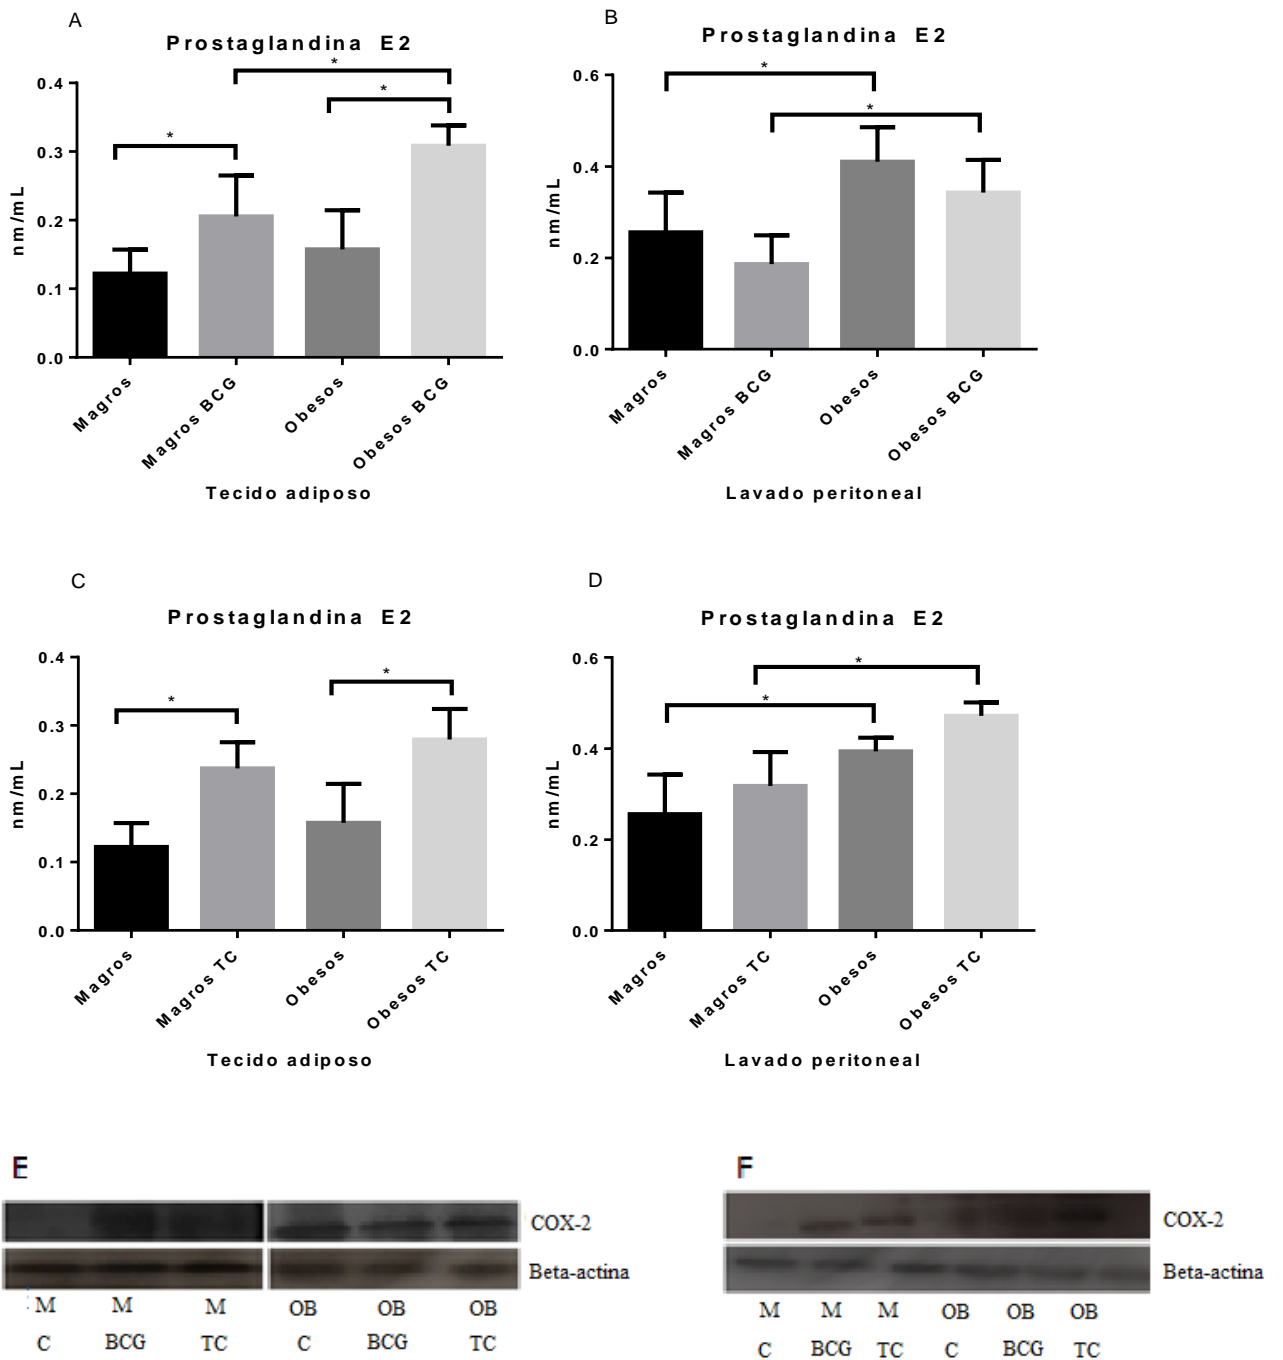 A
Prostaglandina E2
*
*
*
nm/mL
0.4
0.3
0.2
0.1
0.0
Magros
Magros BCG
Obesos
Obesos BCG
Tecido adiposo
B
Prostaglandina E2
*
*
nm/mL
0.6
0.4
0.2
0.0
Magros
Magros BCG
Obesos
Obesos BCG
Lavado peritoneal
C
Prostaglandina E2
*
*
nm/mL
0.4
0.3
0.2
0.1
0.0
Magros
Magros TC
Obesos
Obesos TC
Tecido adiposo
D
Prostaglandina E2
*
*
nm/mL
0.6
0.4
0.2
0.0
Magros
Magros TC
Obesos
Obesos TC
Lavado peritoneal
E
COX-2
Beta-actina
M M M OB OB OB
C BCG TC C BCG TC
F
COX-2
Beta-actina
M M M OB OB OB
C BCG TC C BCG TC